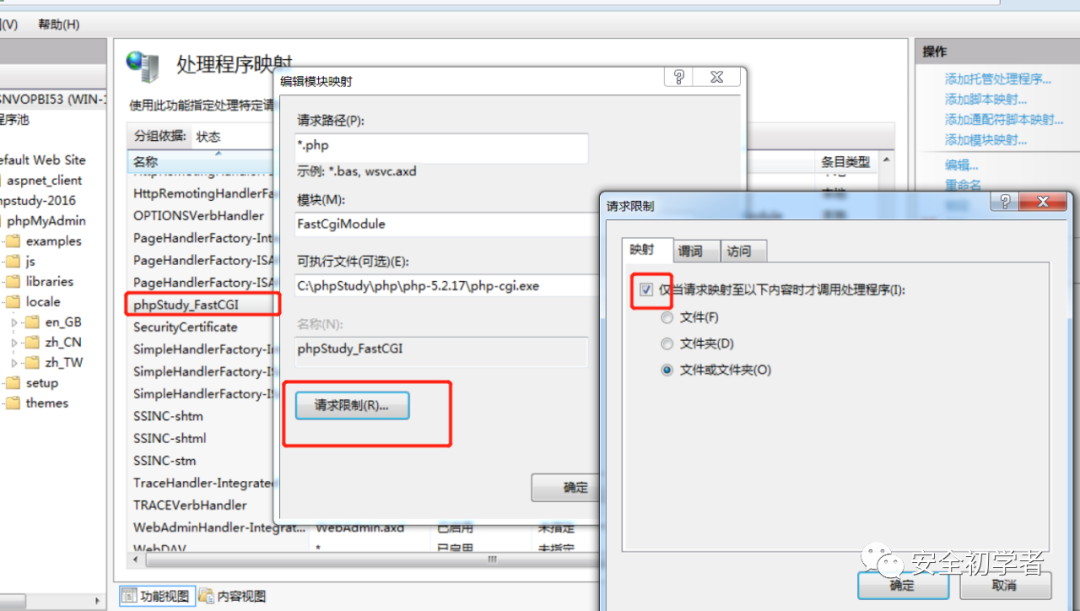 (V) 帮助(H)
SNVOPBI53 (WIN-1
程序池
efault Web Site
aspnet_client
hpstudy-2016
phpMyAdmin
examples
js
libraries
locale
en_GB
zh_CN
zh_TW
setup
themes
处理程序映射
使用此功能指定处理特定请
分组依据: 状态
名称
条目类型
HttpRemotingHandlerFa
OPTIONSVerbHandler
PageHandlerFactory-Int
PageHandlerFactory-ISA
PageHandlerFactory-ISA
phpStudy_FastCGI
SecurityCertificate
SimpleHandlerFactory-In
SimpleHandlerFactory-IS
SimpleHandlerFactory-IS
SSINC-shtm
SSINC-shtml
SSINC-stm
TraceHandler-Integrated
TRACEVerbHandler
WebAdminHandler-Integrat... WebAdmin.axd 已启用 未指定
WebDAV * 已启用 未指定
功能视图 内容视图
编辑模块映射
请求路径(P):
*.php
示例: *.bas, wsvc.axd
模块(M):
FastCgiModule
可执行文件(可选)(E):
C:\phpStudy\php\php-5.2.17\php-cgi.exe
名称(N):
phpStudy_FastCGI
请求限制(R)...
确定
操作
添加托管处理程序...
添加脚本映射...
添加通配符脚本映射...
添加模块映射...
编辑...
重命名
请求限制
映射 谓词 访问
仅当请求映射至以下内容时才调用处理程序(I):
文件(F)
文件夹(D)
文件或文件夹(O)
安全初学者
确定 取消